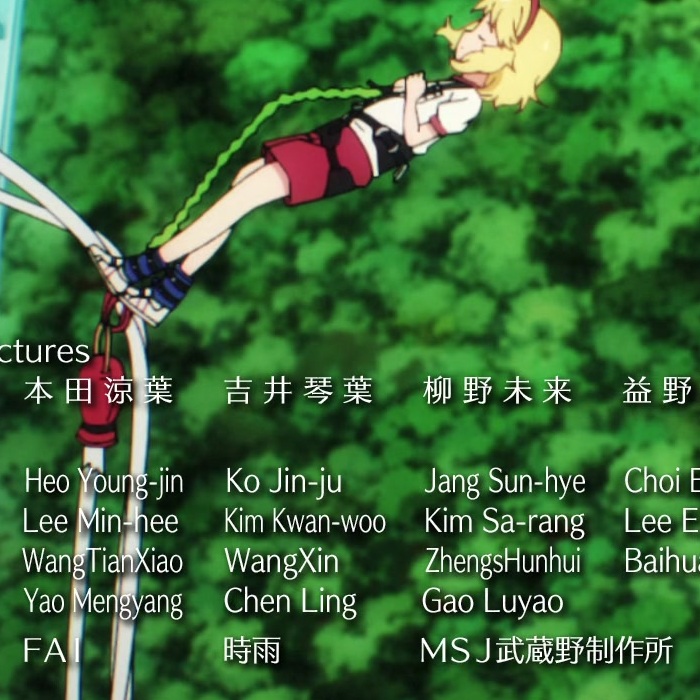 ctures
本田涼葉 吉井琴葉 柳野未来 益野
Heo Young-jin Ko Jin-ju Jang Sun-hye Choi E
Lee Min-hee Kim Kwan-woo Kim Sa-rang Lee E
WangTianXiao WangXin ZhengsHunhui Baihua
Yao Mengyang Chen Ling Gao Luyao
FAI 時雨 MSJ武蔵野制作所